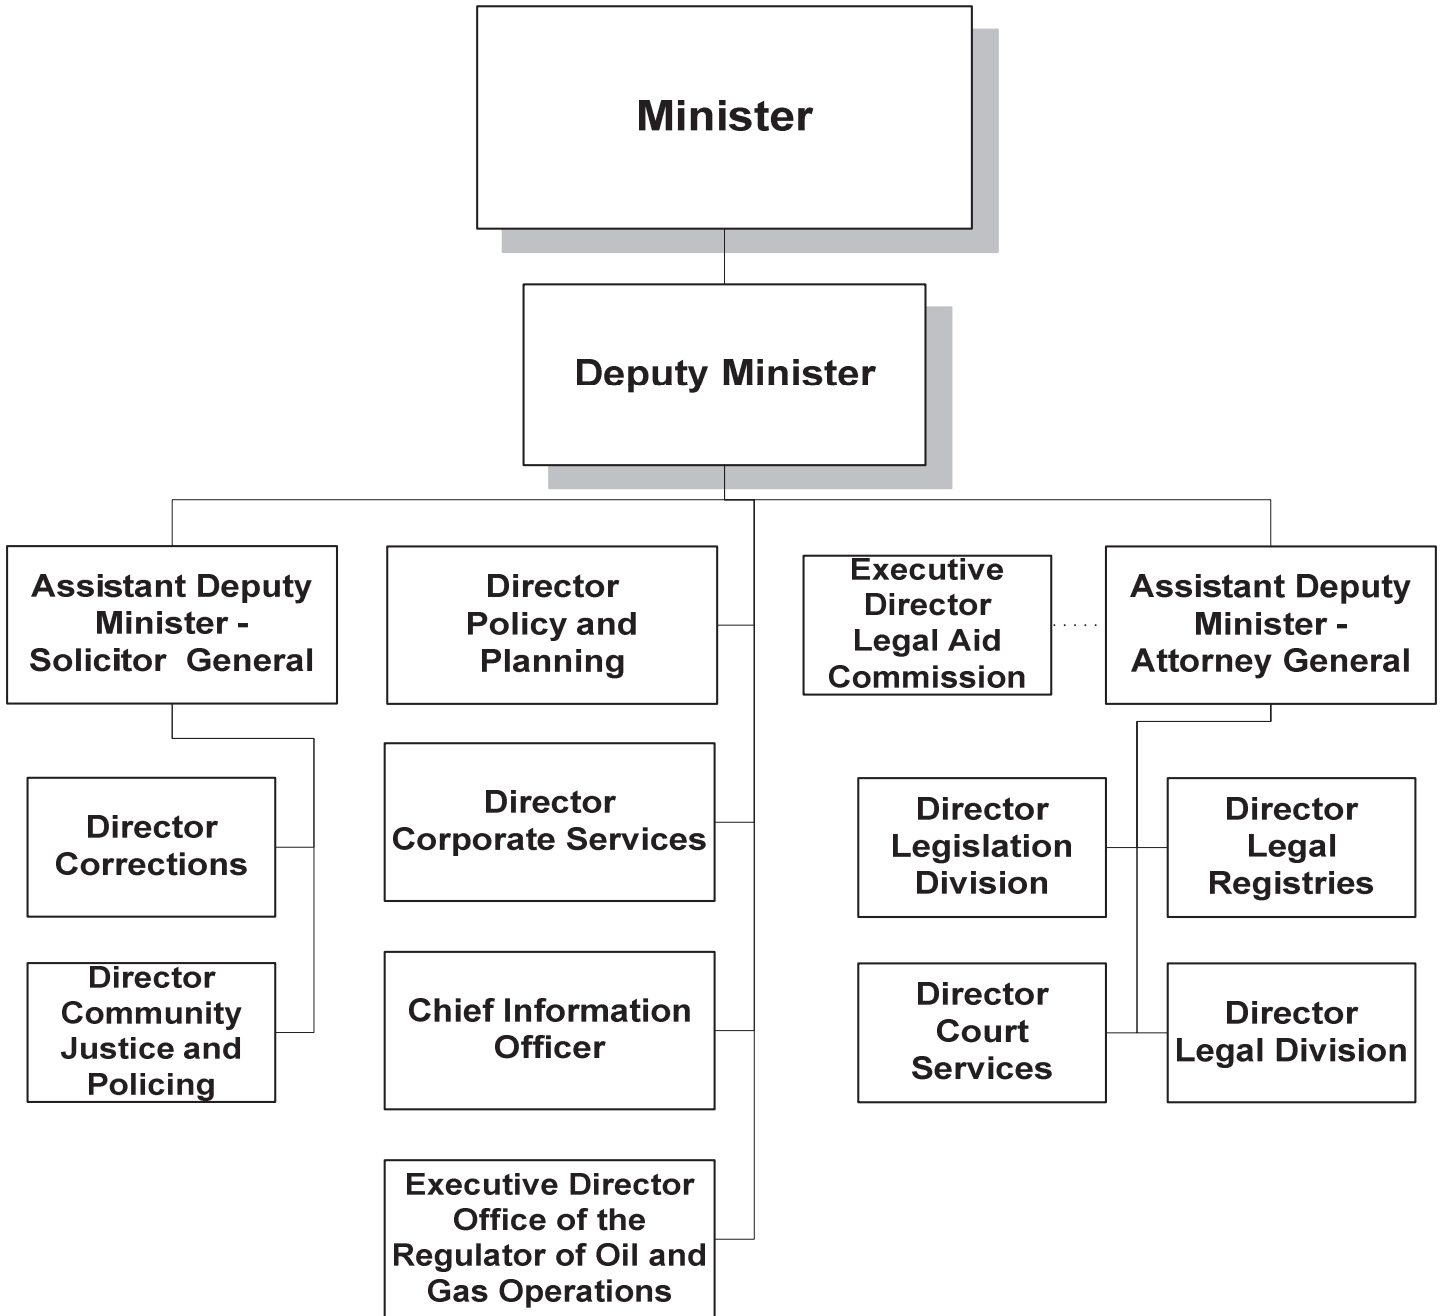 Minister
Deputy Minister
Assistant Deputy
Minister -
Solicitor General
Director
Policy and
Planning
Executive
Director
Legal Aid
Commission
Assistant Deputy
Minister -
Attorney General
Director
Corrections
Director
Corporate Services
Director
Legislation
Division
Director
Legal
Registries
Director
Community
Justice and
Policing
Chief Information
Officer
Director
Court
Services
Director
Legal Division
Executive Director
Office of the
Regulator of Oil and
Gas Operations